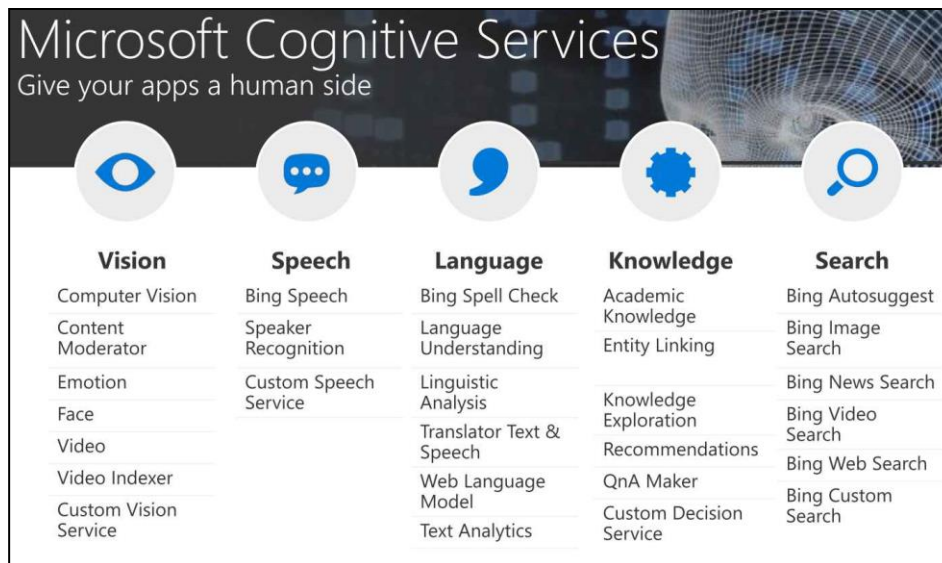 Microsoft Cognitive Services
Give your apps a human side
Vision
Computer Vision
Content
Moderator
Emotion
Face
Video
Video Indexer
Custom Vision
Service
Speech
Bing Speech
Speaker
Recognition
Custom Speech
Service
Language
Bing Spell Check
Language
Understanding
Linguistic
Analysis
Translator Text &
Speech
Web Language
Model
Text Analytics
Knowledge
Academic
Knowledge
Entity Linking
Knowledge
Exploration
Recommendations
QnA Maker
Custom Decision
Service
Search
Bing Autosuggest
Bing Image
Search
Bing News Search
Bing Video
Search
Bing Web Search
Bing Custom
Search